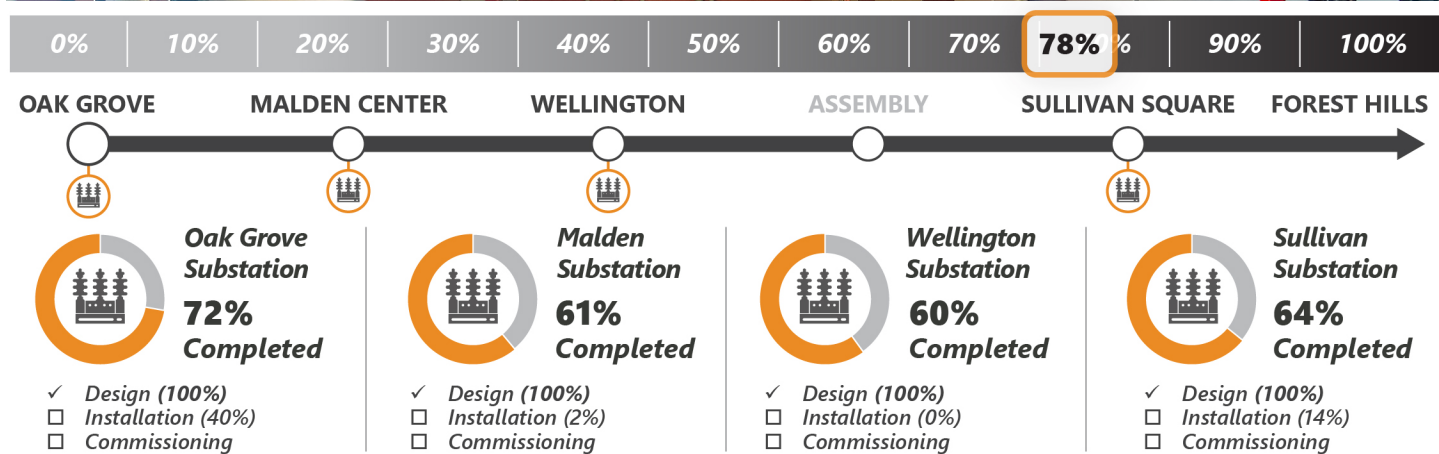 0% 10% 20% 30% 40% 50% 60% 70% 78% % 90% 100%
OAK GROVE MALDEN CENTER WELLINGTON ASSEMBLY SULLIVAN SQUARE FOREST HILLS
Oak Grove
Substation
72%
Completed
✓ Design (100%)
☐ Installation (40%)
☐ Commissioning
Malden
Substation
61%
Completed
✓ Design (100%)
☐ Installation (2%)
☐ Commissioning
Wellington
Substation
60%
Completed
✓ Design (100%)
☐ Installation (0%)
☐ Commissioning
Sullivan
Substation
64%
Completed
✓ Design (100%)
☐ Installation (14%)
☐ Commissioning